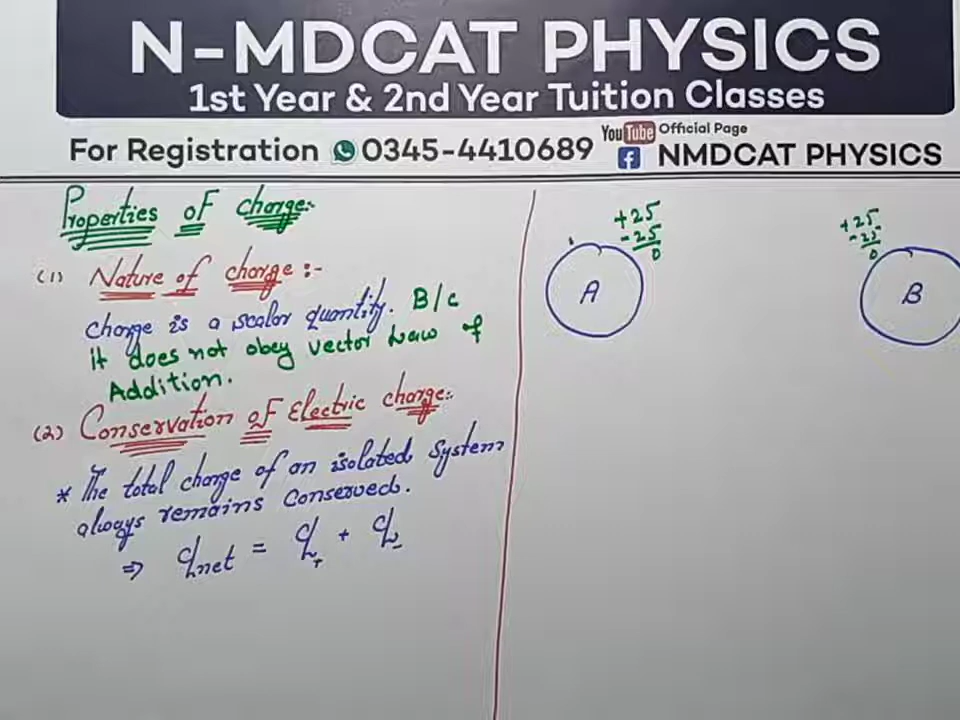 N-MDCAT PHYSICS
1st Year & 2nd Year Tuition Classes
For Registration 0345-4410689 YouTube Official Page
NMDCAT PHYSICS
Properties of charge:-
(1) Nature of charge:-
charge is a scalar quantity. B/c
it does not obey vector Law of
Addition.
(2) Conservation of Electric charge:-
* The total charge of an isolated system
always remains conserved.
⇒ qnet = q+ + q-
+25
-25
0
A
+25
-25
0
B